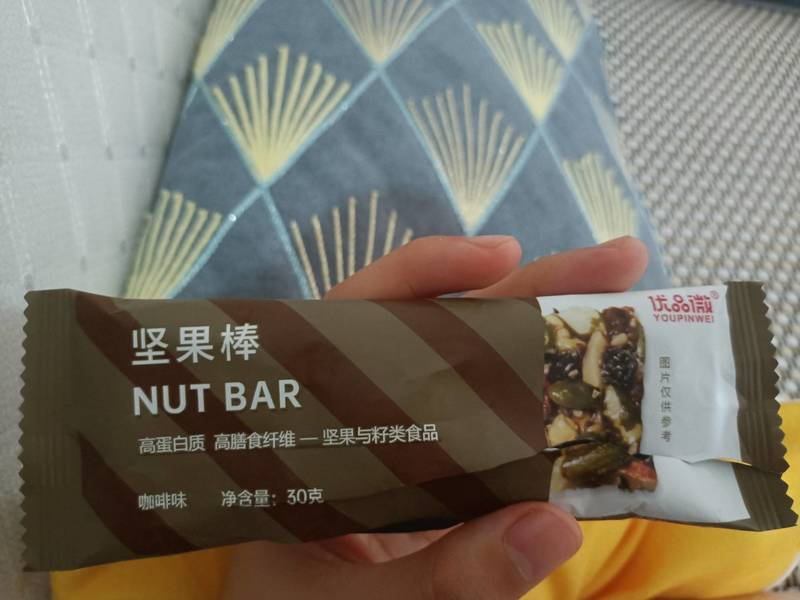 坚果棒
NUT BAR
高蛋白质 高膳食纤维 — 坚果与籽类食品
咖啡味 净含量：30克
优品微®
YOUPINWEI
图片仅供参考